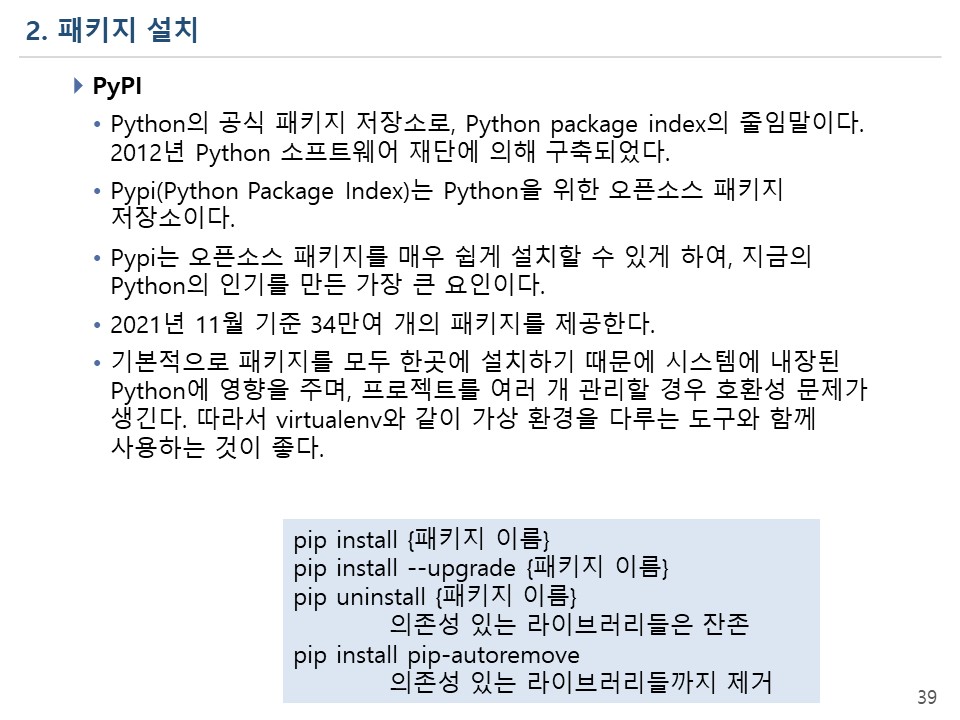 2. 패키지 설치
PyPI
• Python의 공식 패키지 저장소로, Python package index의 줄임말이다.
2012년 Python 소프트웨어 재단에 의해 구축되었다.
• Pypi(Python Package Index)는 Python을 위한 오픈소스 패키지
저장소이다.
• Pypi는 오픈소스 패키지를 매우 쉽게 설치할 수 있게 하여, 지금의
Python의 인기를 만든 가장 큰 요인이다.
• 2021년 11월 기준 34만여 개의 패키지를 제공한다.
• 기본적으로 패키지를 모두 한곳에 설치하기 때문에 시스템에 내장된
Python에 영향을 주며, 프로젝트를 여러 개 관리할 경우 호환성 문제가
생긴다. 따라서 virtualenv와 같이 가상 환경을 다루는 도구와 함께
사용하는 것이 좋다.
pip install {패키지 이름}
pip install --upgrade {패키지 이름}
pip uninstall {패키지 이름}
의존성 있는 라이브러리들은 잔존
pip install pip-autoremove
의존성 있는 라이브러리들까지 제거
39